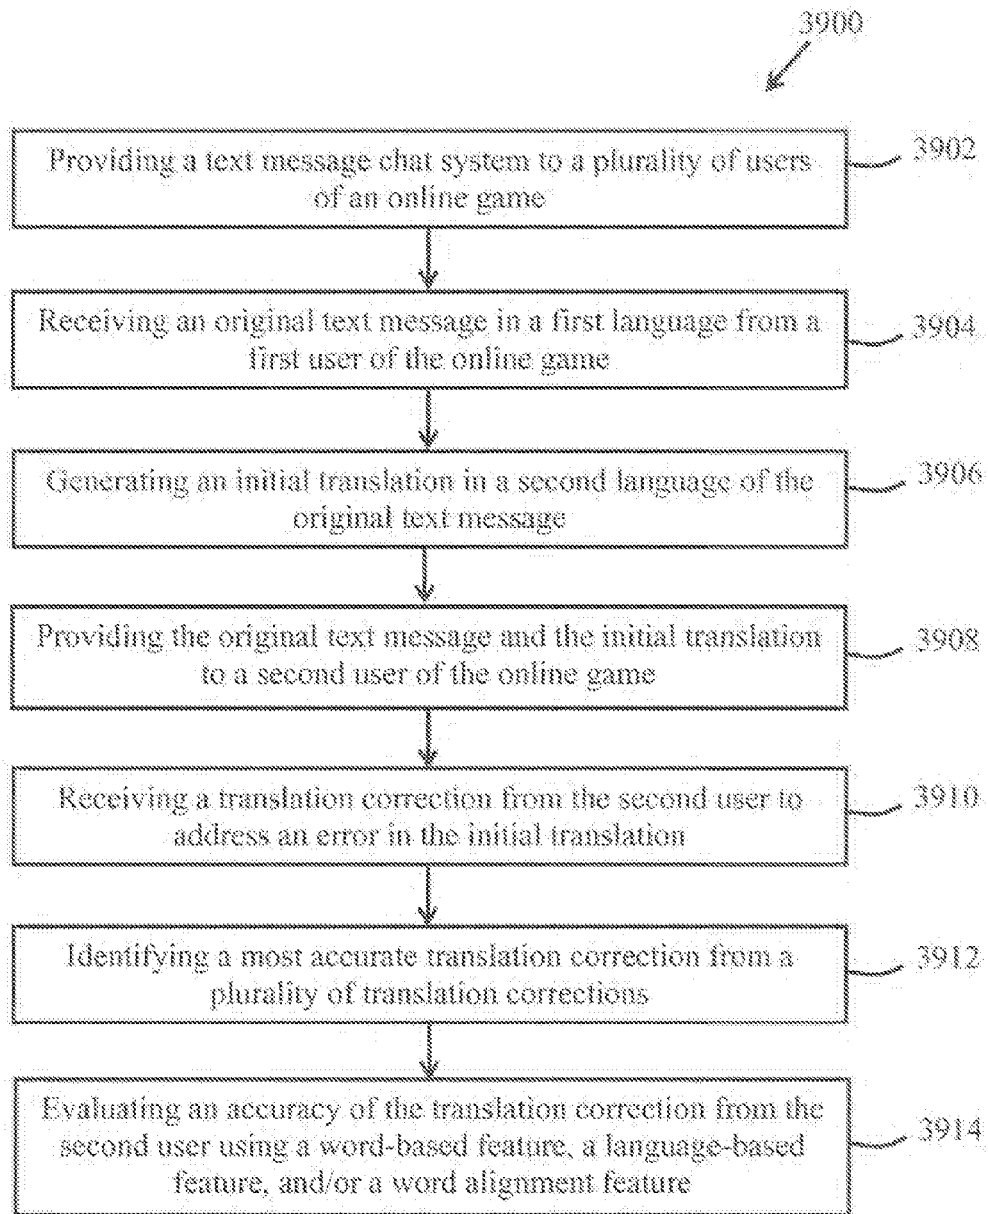 3900
Providing a text message chat system to a plurality of users
of an online game
3902
Receiving an original text message in a first language from a
first user of the online game
3904
Generating an initial translation in a second language of the
original text message
3906
Providing the original text message and the initial translation
to a second user of the online game
3908
Receiving a translation correction from the second user to
address an error in the initial translation
3910
Identifying a most accurate translation correction from a
plurality of translation corrections
3912
Evaluating an accuracy of the translation correction from the
second user using a word-based feature, a language-based
feature, and/or a word alignment feature
3914